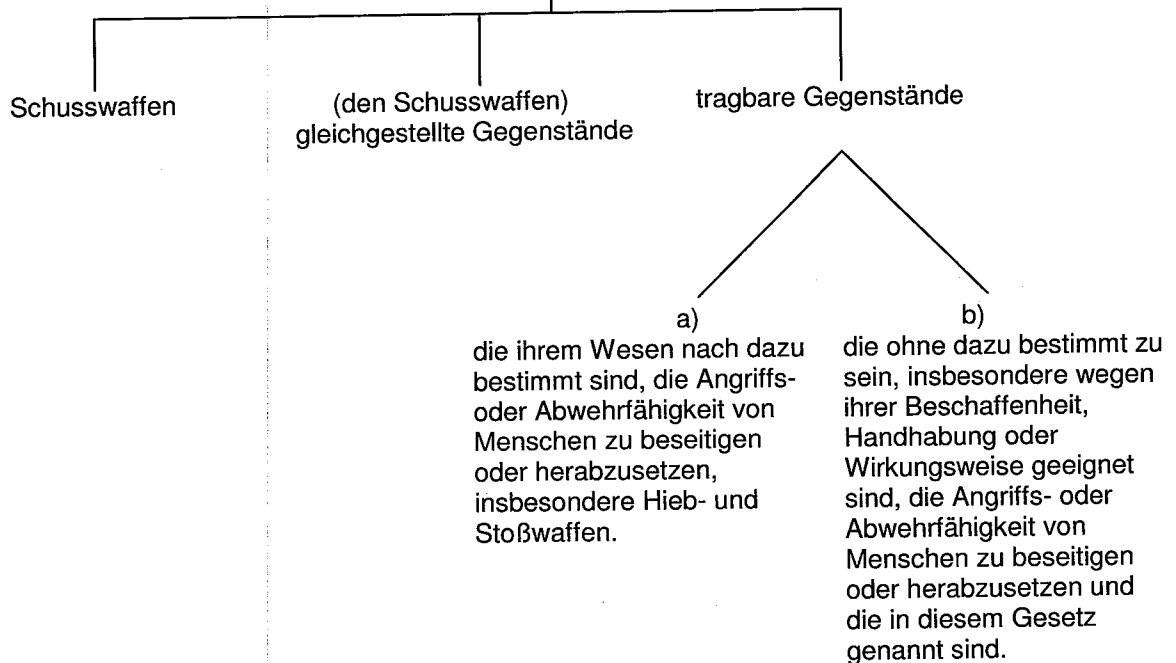 Schusswaffen
(den Schusswaffen)
gleichgestellte Gegenstände
tragbare Gegenstände
a)
die ihrem Wesen nach dazu
bestimmt sind, die Angriffs-
oder Abwehrfähigkeit von
Menschen zu beseitigen
oder herabzusetzen,
insbesondere Hieb- und
Stoßwaffen.
b)
die ohne dazu bestimmt zu
sein, insbesondere wegen
ihrer Beschaffenheit,
Handhabung oder
Wirkungsweise geeignet
sind, die Angriffs- oder
Abwehrfähigkeit von
Menschen zu beseitigen
oder herabzusetzen und
die in diesem Gesetz
genannt sind.